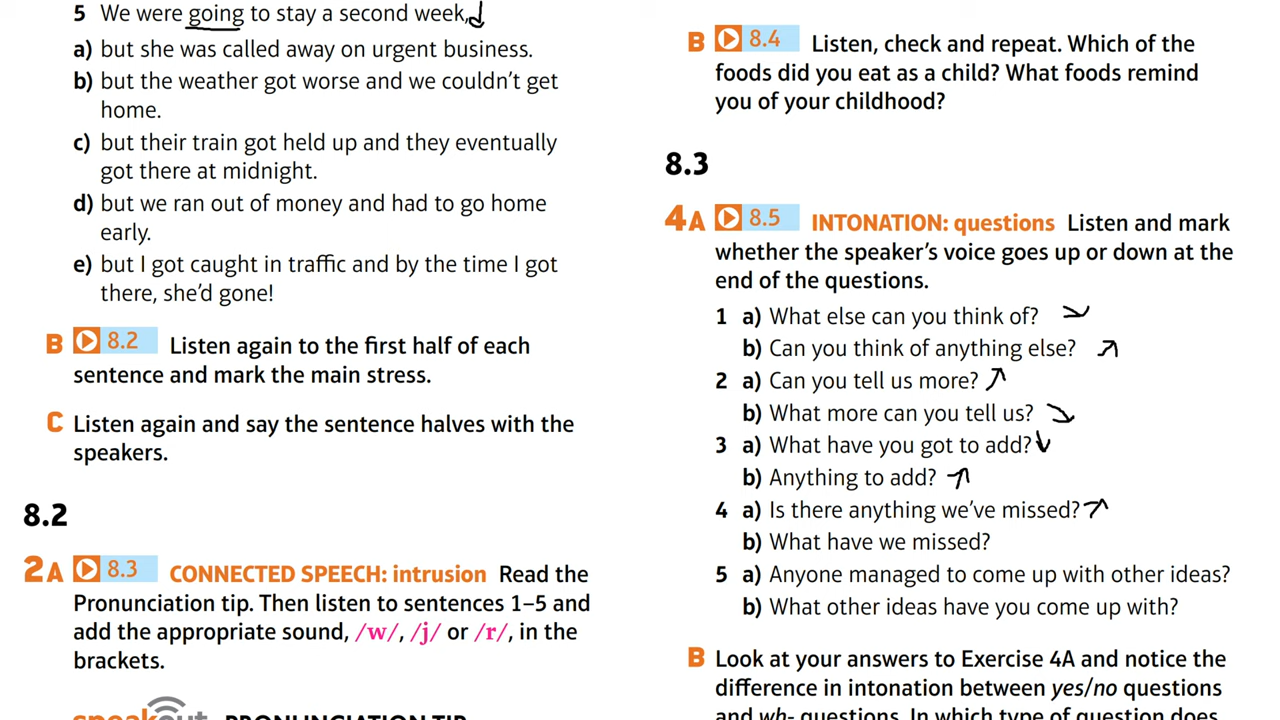 5 We were going to stay a second week,
a) but she was called away on urgent business.
b) but the weather got worse and we couldn't get
home.
c) but their train got held up and they eventually
got there at midnight.
d) but we ran out of money and had to go home
early.
e) but I got caught in traffic and by the time I got
there, she'd gone!
B 8.2 Listen again to the first half of each
sentence and mark the main stress.
C Listen again and say the sentence halves with the
speakers.
8.2
2A 8.3 CONNECTED SPEECH: intrusion Read the
Pronunciation tip. Then listen to sentences 1–5 and
add the appropriate sound, /w/, /j/ or /r/, in the
brackets.
speakout PRONUNCIATION TIP
B 8.4 Listen, check and repeat. Which of the
foods did you eat as a child? What foods remind
you of your childhood?
8.3
4A 8.5 INTONATION: questions Listen and mark
whether the speaker's voice goes up or down at the
end of the questions.
1 a) What else can you think of?
b) Can you think of anything else?
2 a) Can you tell us more?
b) What more can you tell us?
3 a) What have you got to add?
b) Anything to add?
4 a) Is there anything we've missed?
b) What have we missed?
5 a) Anyone managed to come up with other ideas?
b) What other ideas have you come up with?
B Look at your answers to Exercise 4A and notice the
difference in intonation between yes/no questions
and wh- questions. In which type of question does